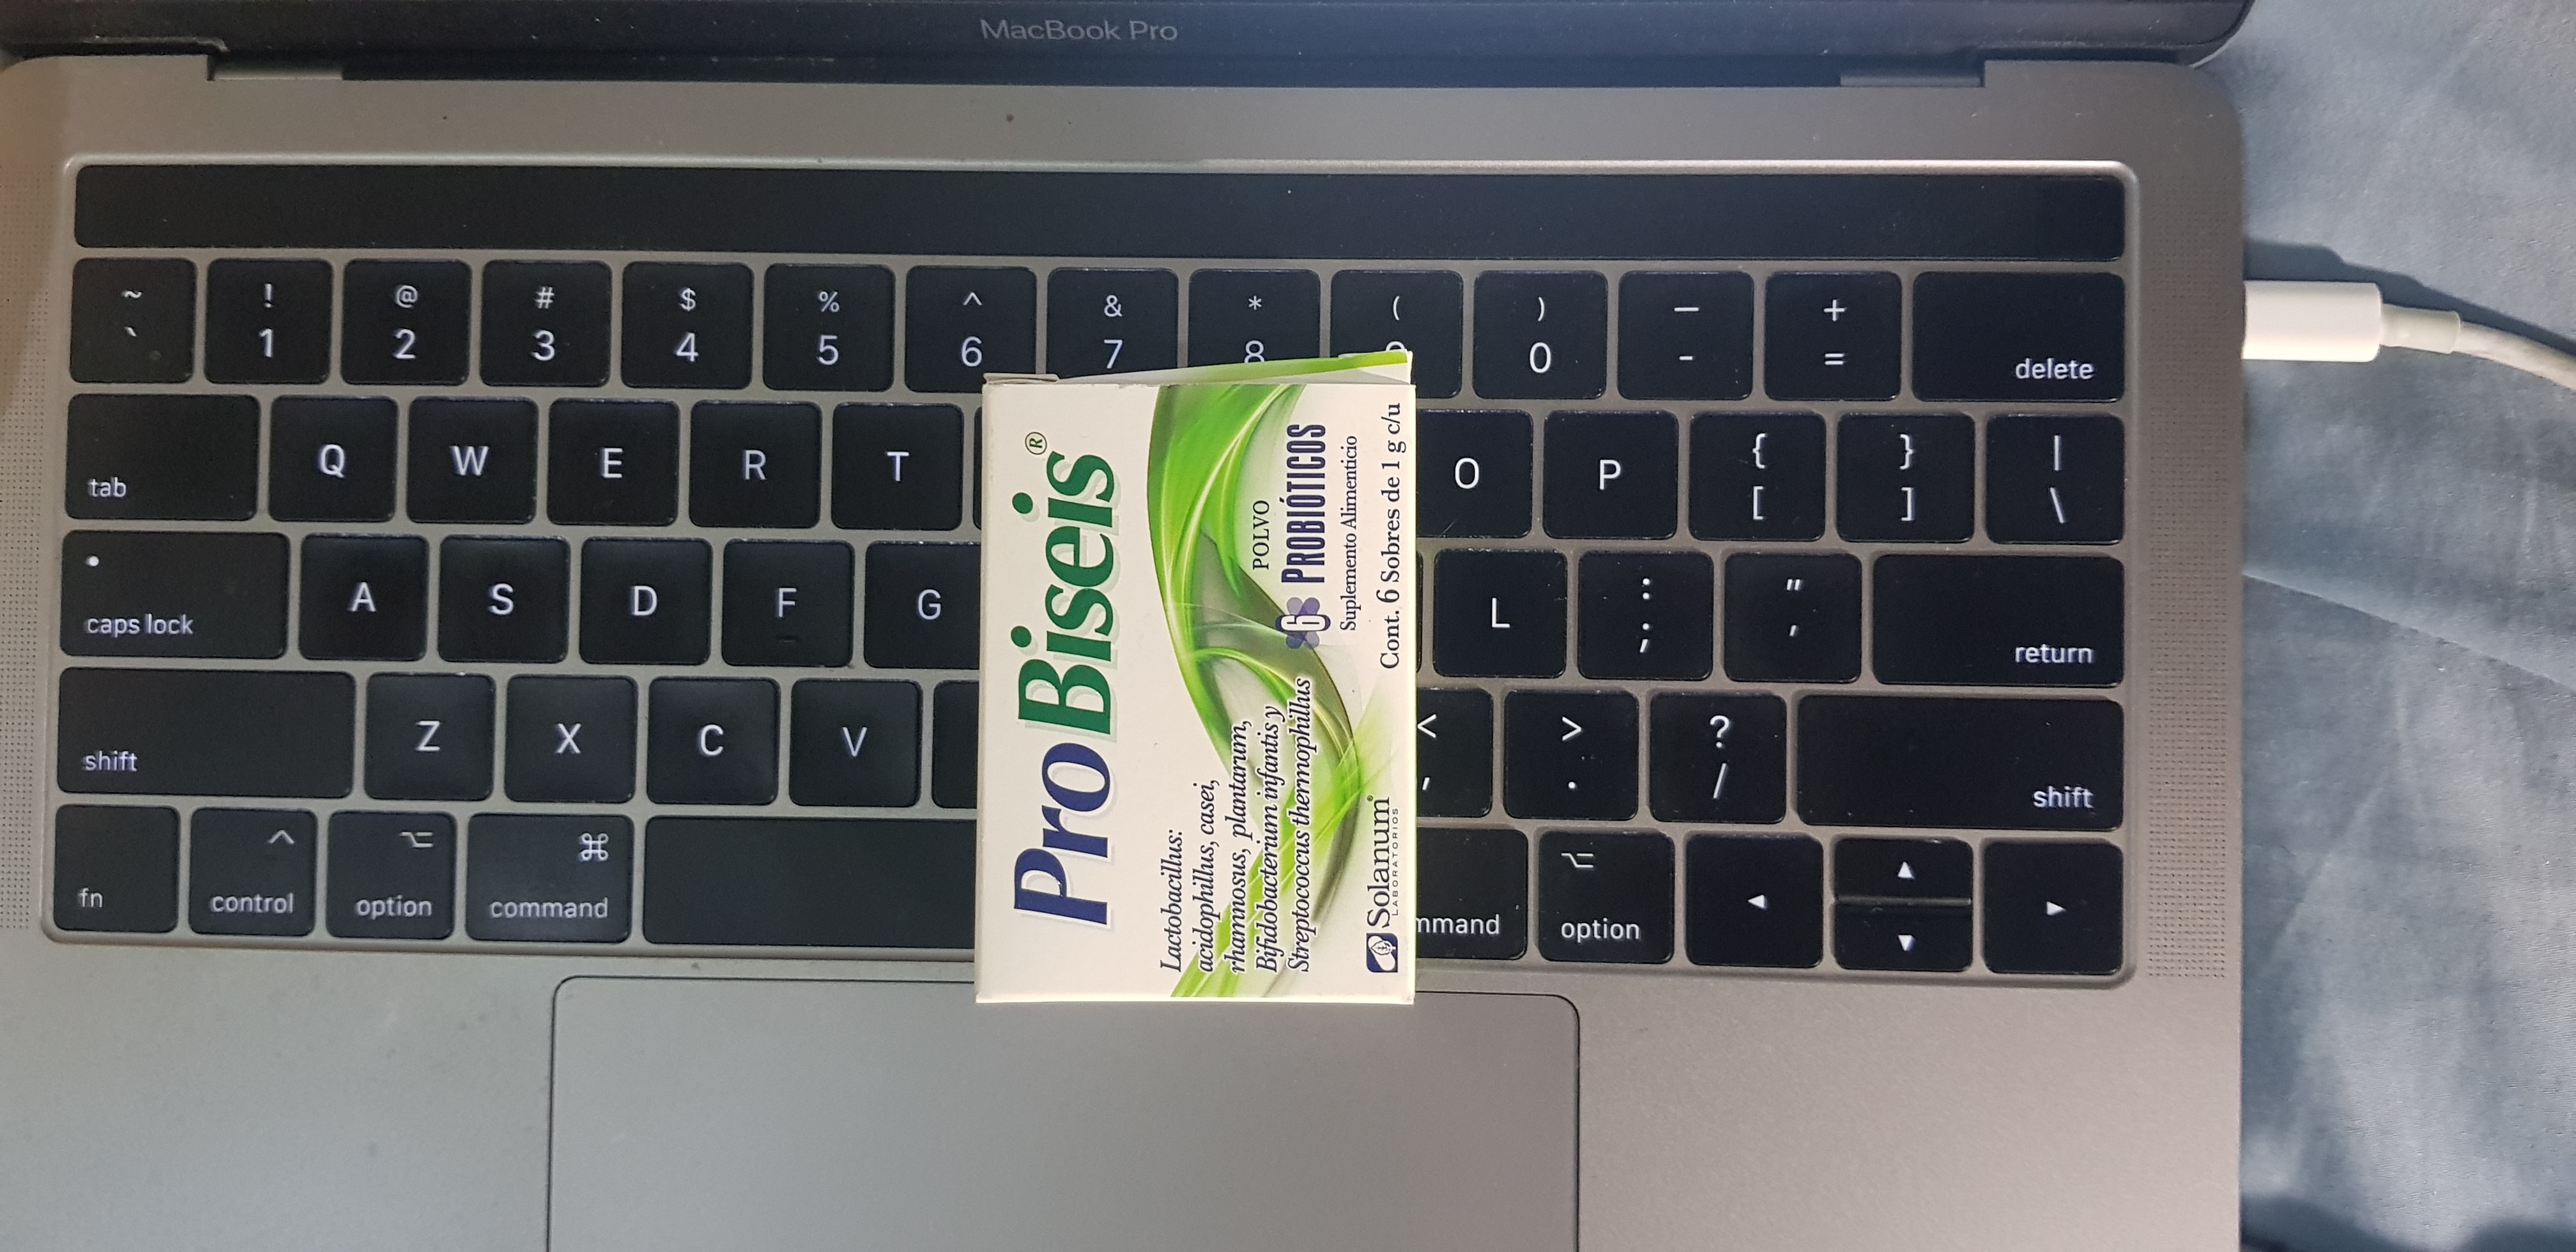 ProBiseis®
Lactobacillus:
acidophillus, casei,
rhamnosus, plantarum,
Bifidobacterium infantis y
Streptococcus thermophillus
POLVO
6 PROBIÓTICOS
Suplemento Alimenticio
Cont. 6 Sobres de 1 g c/u
Solanum®
LABORATORIOS
MacBook Pro
~ ! @ # $ % ^ & * ( ) — +
` 1 2 3 4 5 6 7 8 0 - = delete
tab Q W E R T O P { } |
[ ] \
caps lock A S D F G L : "
; ' return
shift Z X C V < > ?
, . / shift
fn control ^ option ⌥ command ⌘ mmand option ⌥ ◀ ▲ ▼ ▶